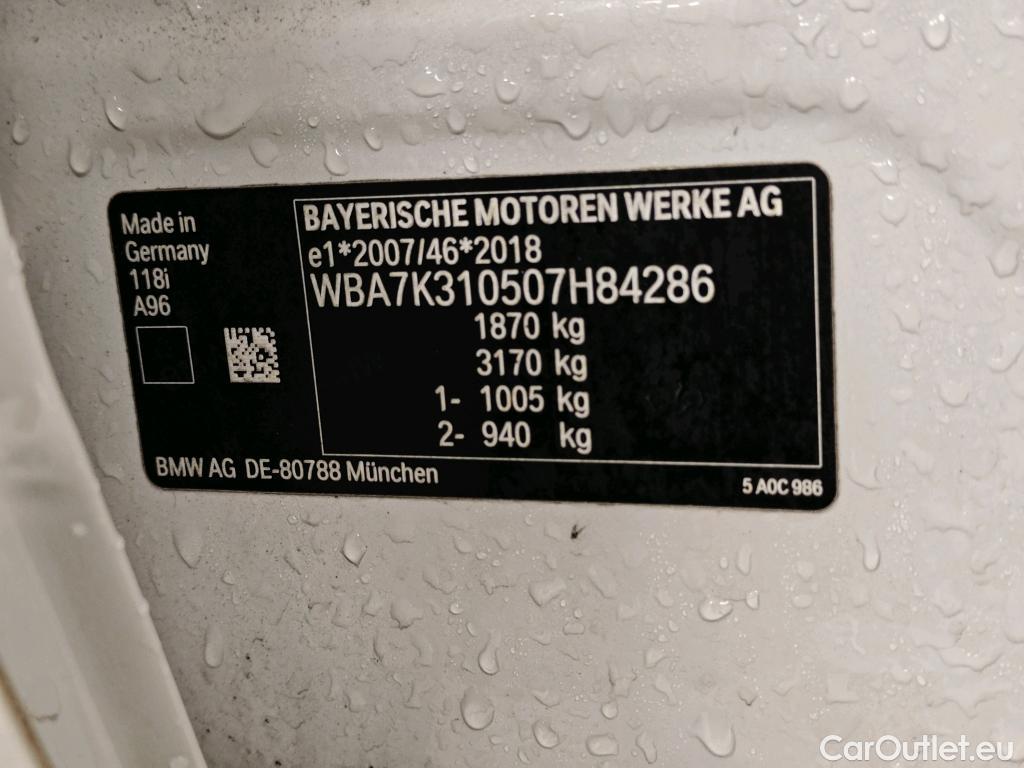 Made in
Germany
118i
A96
BAYERISCHE MOTOREN WERKE AG
e1*2007/46*2018
WBA7K310507H84286
1870 kg
3170 kg
1- 1005 kg
2- 940 kg
BMW AG DE-80788 München
5 A0C 986
CarOutlet.eu